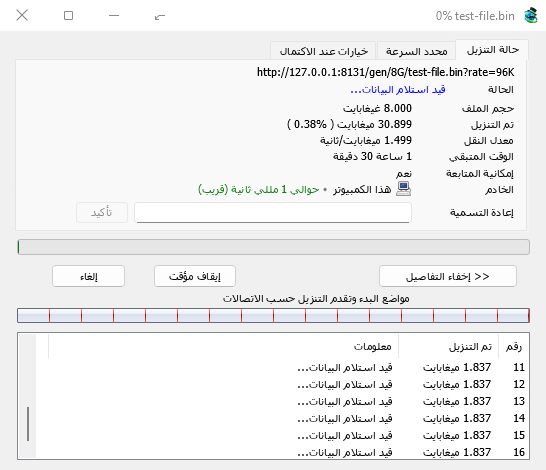 0% test-file.bin
حالة التنزيل محدد السرعة خيارات عند الاكتمال
http://127.0.0.1:8131/gen/8G/test-file.bin?rate=96K
الحالة قيد استلام البيانات...
حجم الملف 8.000 غيغابايت
تم التنزيل 30.899 ميغابايت ( 0.38% )
معدل النقل 1.499 ميغابايت/ثانية
الوقت المتبقي 1 ساعة 30 دقيقة
إمكانية المتابعة نعم
الخادم هذا الكمبيوتر • حوالي 1 مللي ثانية (قريب)
إعادة التسمية تأكيد
<< إخفاء التفاصيل إيقاف مؤقت إلغاء
مواضع البدء وتقدم التنزيل حسب الاتصالات
رقم تم التنزيل معلومات
11 1.837 ميغابايت قيد استلام البيانات...
12 1.837 ميغابايت قيد استلام البيانات...
13 1.837 ميغابايت قيد استلام البيانات...
14 1.837 ميغابايت قيد استلام البيانات...
15 1.837 ميغابايت قيد استلام البيانات...
16 1.837 ميغابايت قيد استلام البيانات...